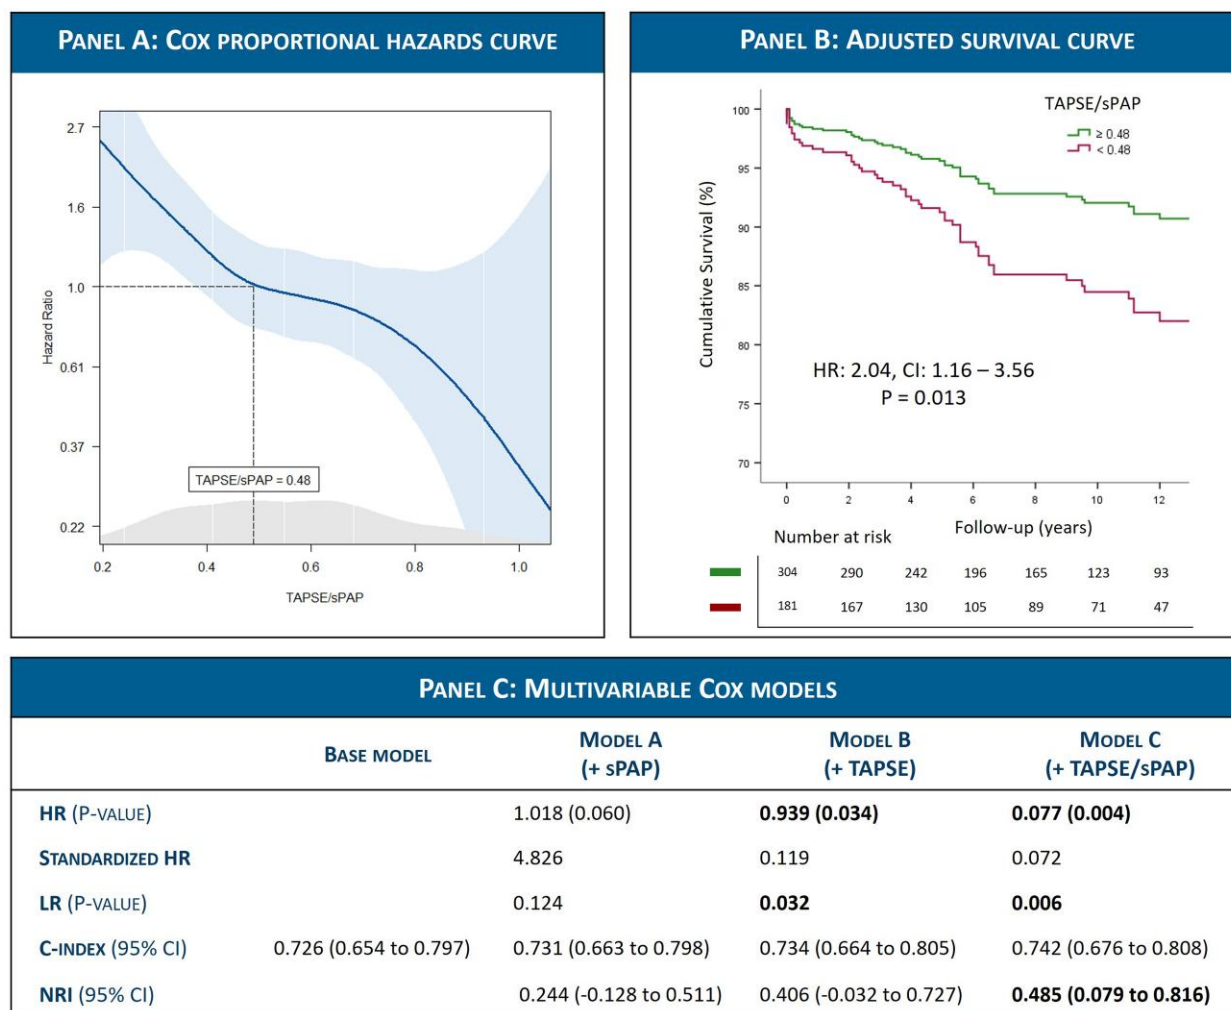 PANEL A: COX PROPORTIONAL HAZARDS CURVE
2.7
1.6
1.0
0.61
0.37
0.22
Hazard Ratio
TAPSE/sPAP = 0.48
0.2 0.4 0.6 0.8 1.0
TAPSE/sPAP
PANEL B: ADJUSTED SURVIVAL CURVE
TAPSE/sPAP
≥ 0.48
< 0.48
100
95
90
85
80
75
70
Cumulative Survival (%)
HR: 2.04, CI: 1.16 – 3.56
P = 0.013
0 2 4 6 8 10 12
Follow-up (years)
Number at risk
304 290 242 196 165 123 93
181 167 130 105 89 71 47
PANEL C: MULTIVARIABLE COX MODELS
BASE MODEL MODEL A (+ sPAP) MODEL B (+ TAPSE) MODEL C (+ TAPSE/sPAP)
HR (P-VALUE) 1.018 (0.060) 0.939 (0.034) 0.077 (0.004)
STANDARDIZED HR 4.826 0.119 0.072
LR (P-VALUE) 0.124 0.032 0.006
C-INDEX (95% CI) 0.726 (0.654 to 0.797) 0.731 (0.663 to 0.798) 0.734 (0.664 to 0.805) 0.742 (0.676 to 0.808)
NRI (95% CI) 0.244 (-0.128 to 0.511) 0.406 (-0.032 to 0.727) 0.485 (0.079 to 0.816)